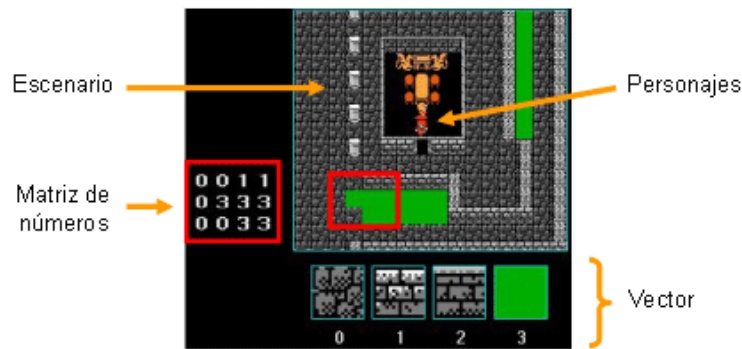 Escenario
Personajes
Matriz de
números
0 0 1 1
0 3 3 3
0 0 3 3
Vector
0 1 2 3